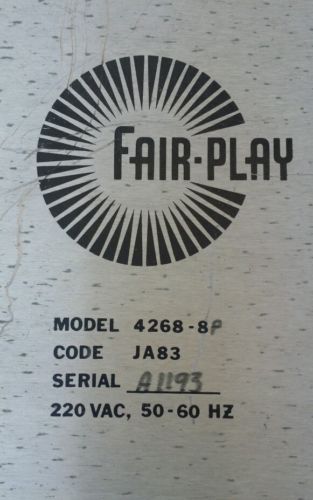 FAIR-PLAY
MODEL 4268-8P
CODE JA83
SERIAL A1193
220 VAC, 50-60 HZ